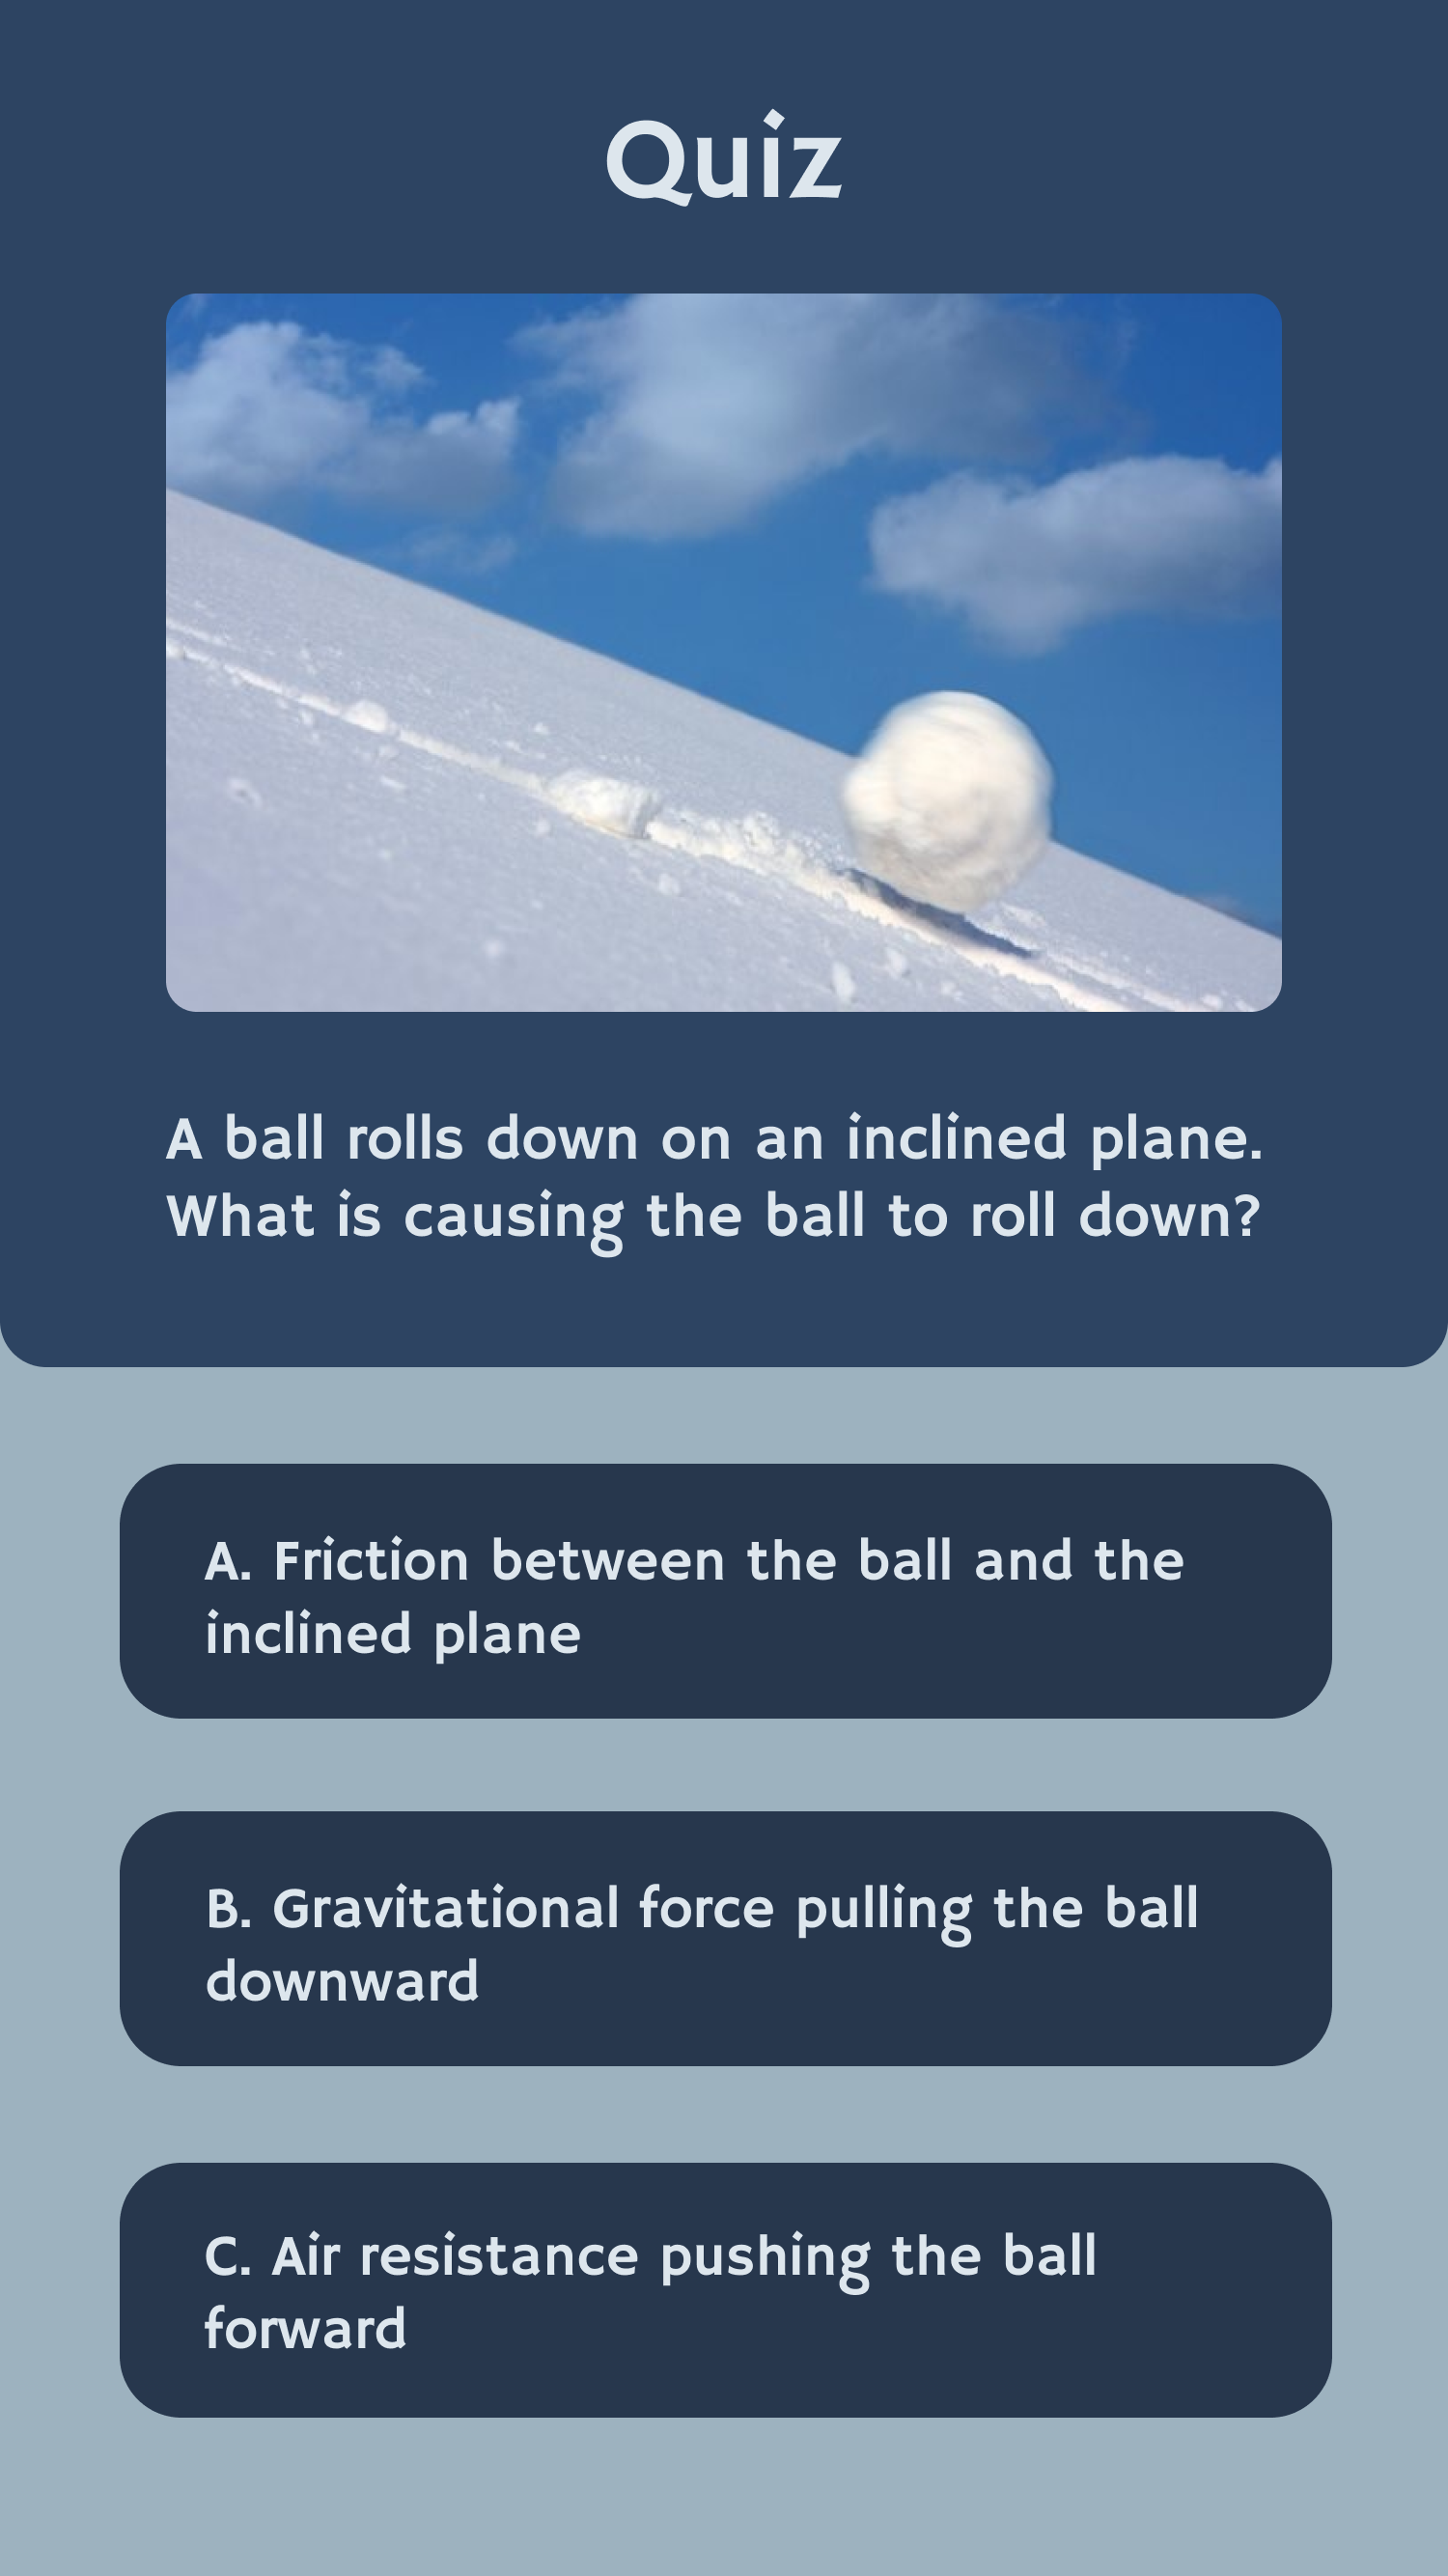 Quiz
A ball rolls down on an inclined plane.
What is causing the ball to roll down?
A. Friction between the ball and the
inclined plane
B. Gravitational force pulling the ball
downward
C. Air resistance pushing the ball
forward